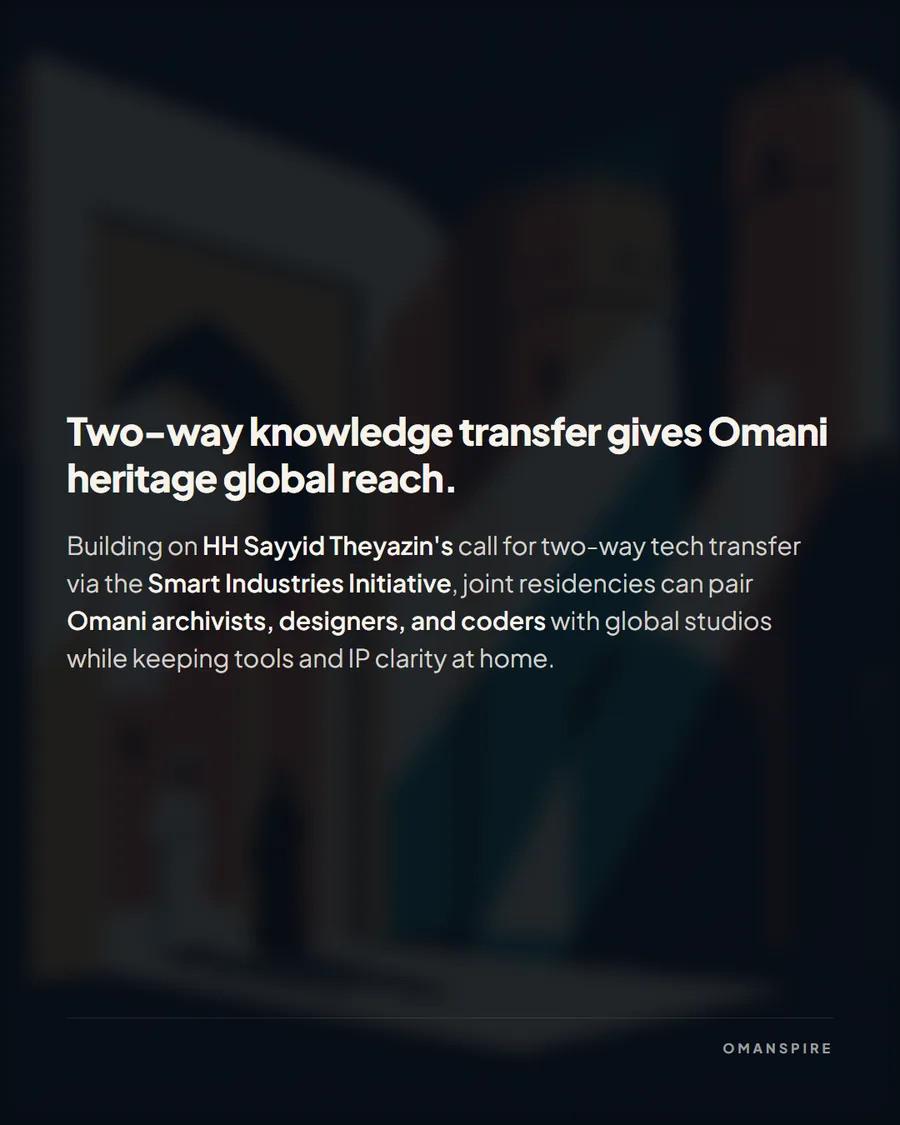 Two-way knowledge transfer gives Omani
heritage global reach.
Building on HH Sayyid Theyazin's call for two-way tech transfer
via the Smart Industries Initiative, joint residencies can pair
Omani archivists, designers, and coders with global studios
while keeping tools and IP clarity at home.
OMANSPIRE